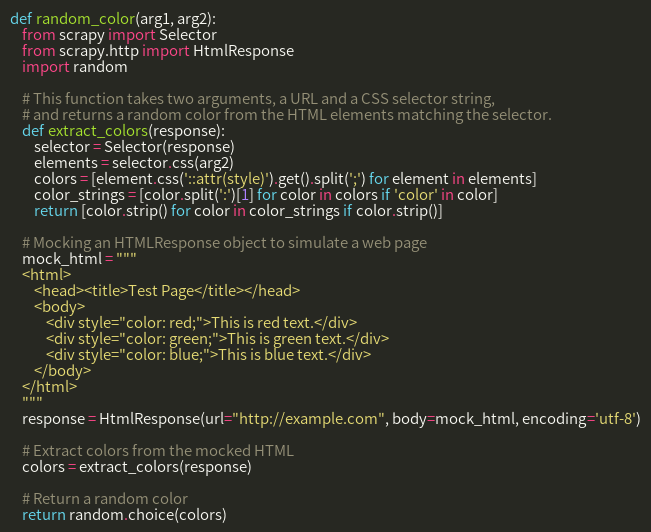 def random_color(arg1, arg2):
    from scrapy import Selector
    from scrapy.http import HtmlResponse
    import random

    # This function takes two arguments, a URL and a CSS selector string,
    # and returns a random color from the HTML elements matching the selector.
    def extract_colors(response):
        selector = Selector(response)
        elements = selector.css(arg2)
        colors = [element.css('::attr(style)').get().split(';') for element in elements]
        color_strings = [color.split(':')[1] for color in colors if 'color' in color]
        return [color.strip() for color in color_strings if color.strip()]

    # Mocking an HTMLResponse object to simulate a web page
    mock_html = """
    <html>
        <head><title>Test Page</title></head>
        <body>
            <div style="color: red;">This is red text.</div>
            <div style="color: green;">This is green text.</div>
            <div style="color: blue;">This is blue text.</div>
        </body>
    </html>
    """
    response = HtmlResponse(url="http://example.com", body=mock_html, encoding='utf-8')

    # Extract colors from the mocked HTML
    colors = extract_colors(response)

    # Return a random color
    return random.choice(colors)